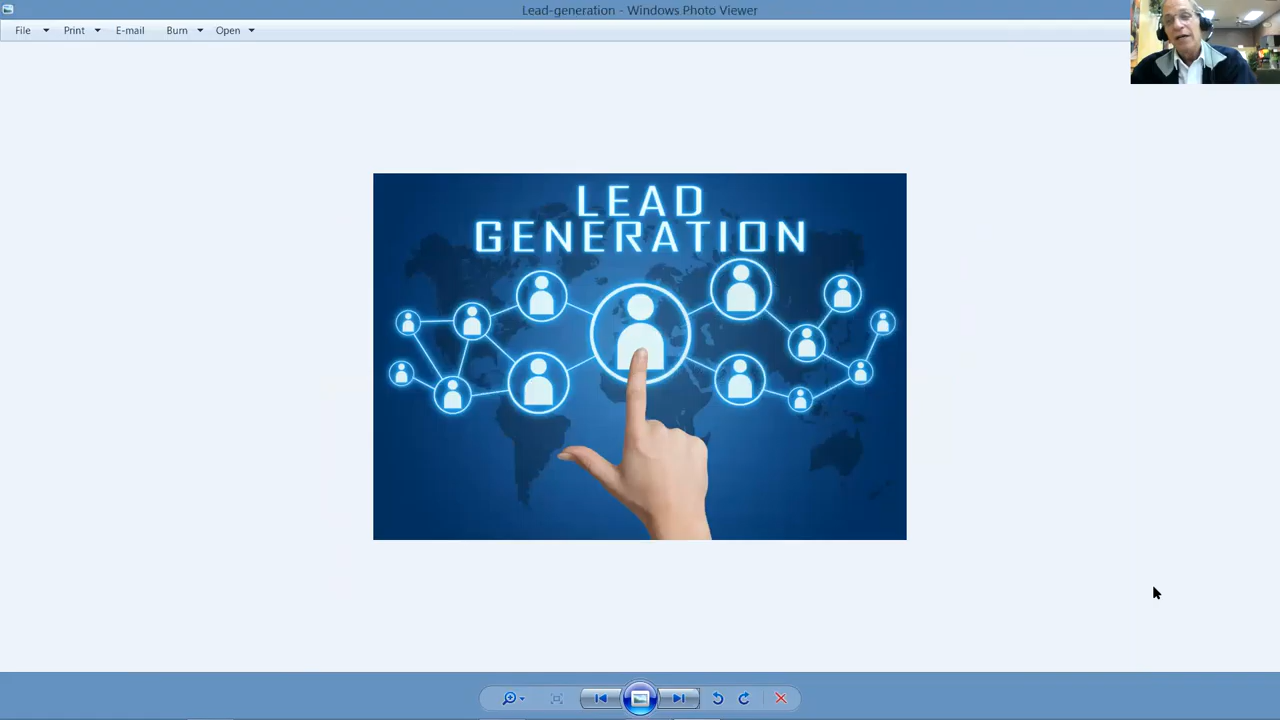 Lead-generation - Windows Photo Viewer
File Print E-mail Burn Open
LEAD
GENERATION